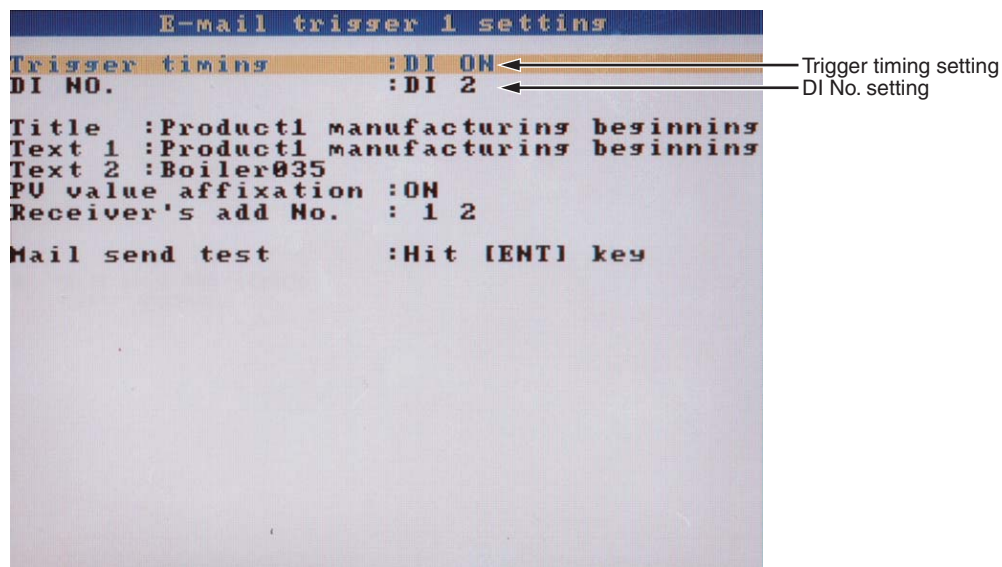 E-mail trigger 1 setting
Trigger timing :DI ON
Trigger timing setting
DI NO. :DI 2
DI No. setting
Title :Product1 manufacturing beginning
Text 1 :Product1 manufacturing beginning
Text 2 :Boiler035
PV value affixation :ON
Receiver's add No. : 1 2
Mail send test :Hit [ENT] key